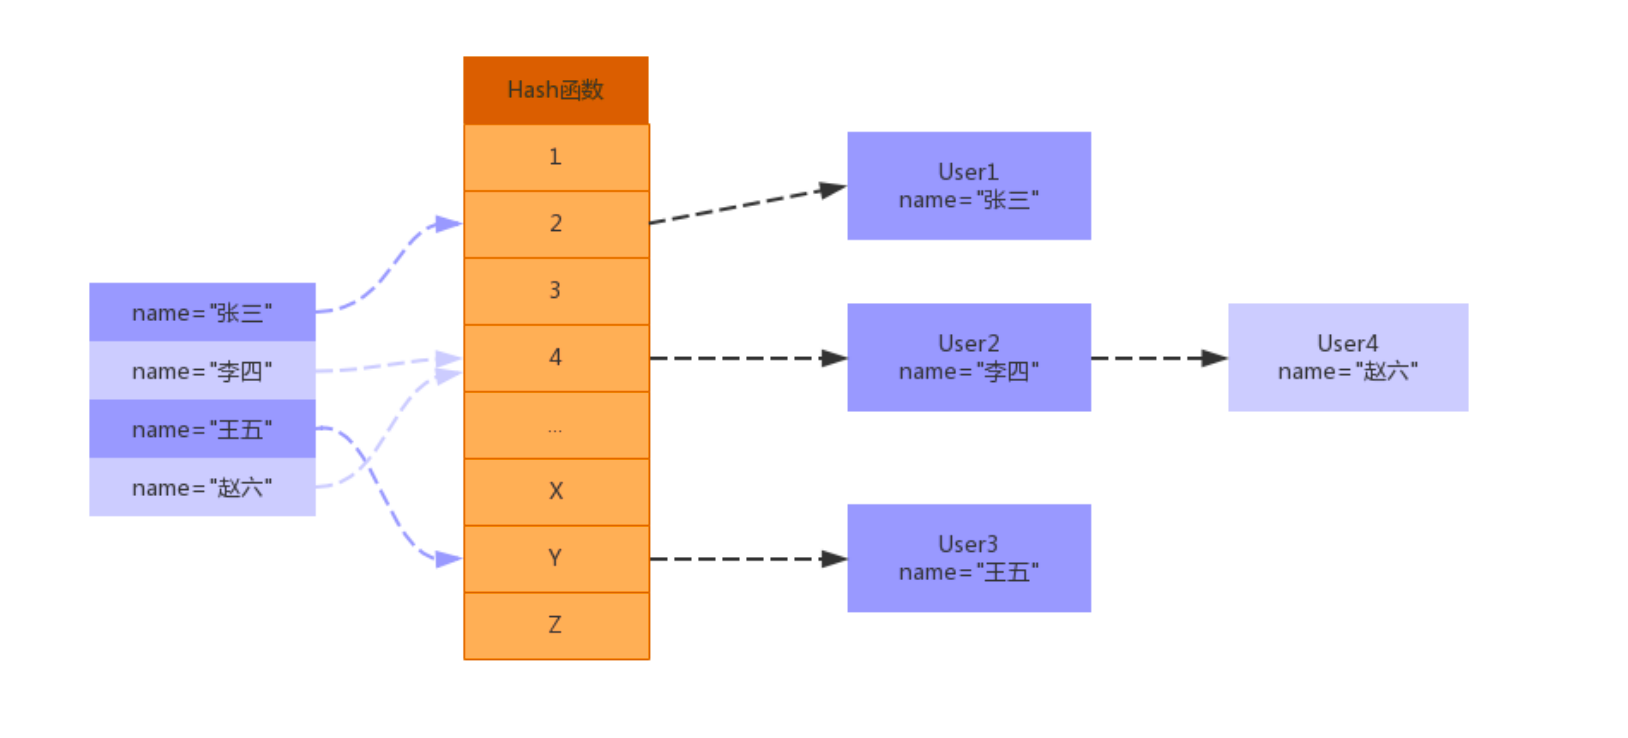 name="张三"
name="李四"
name="王五"
name="赵六"
Hash函数
1
2
3
4
...
X
Y
Z
User1
name="张三"
User2
name="李四"
User4
name="赵六"
User3
name="王五"